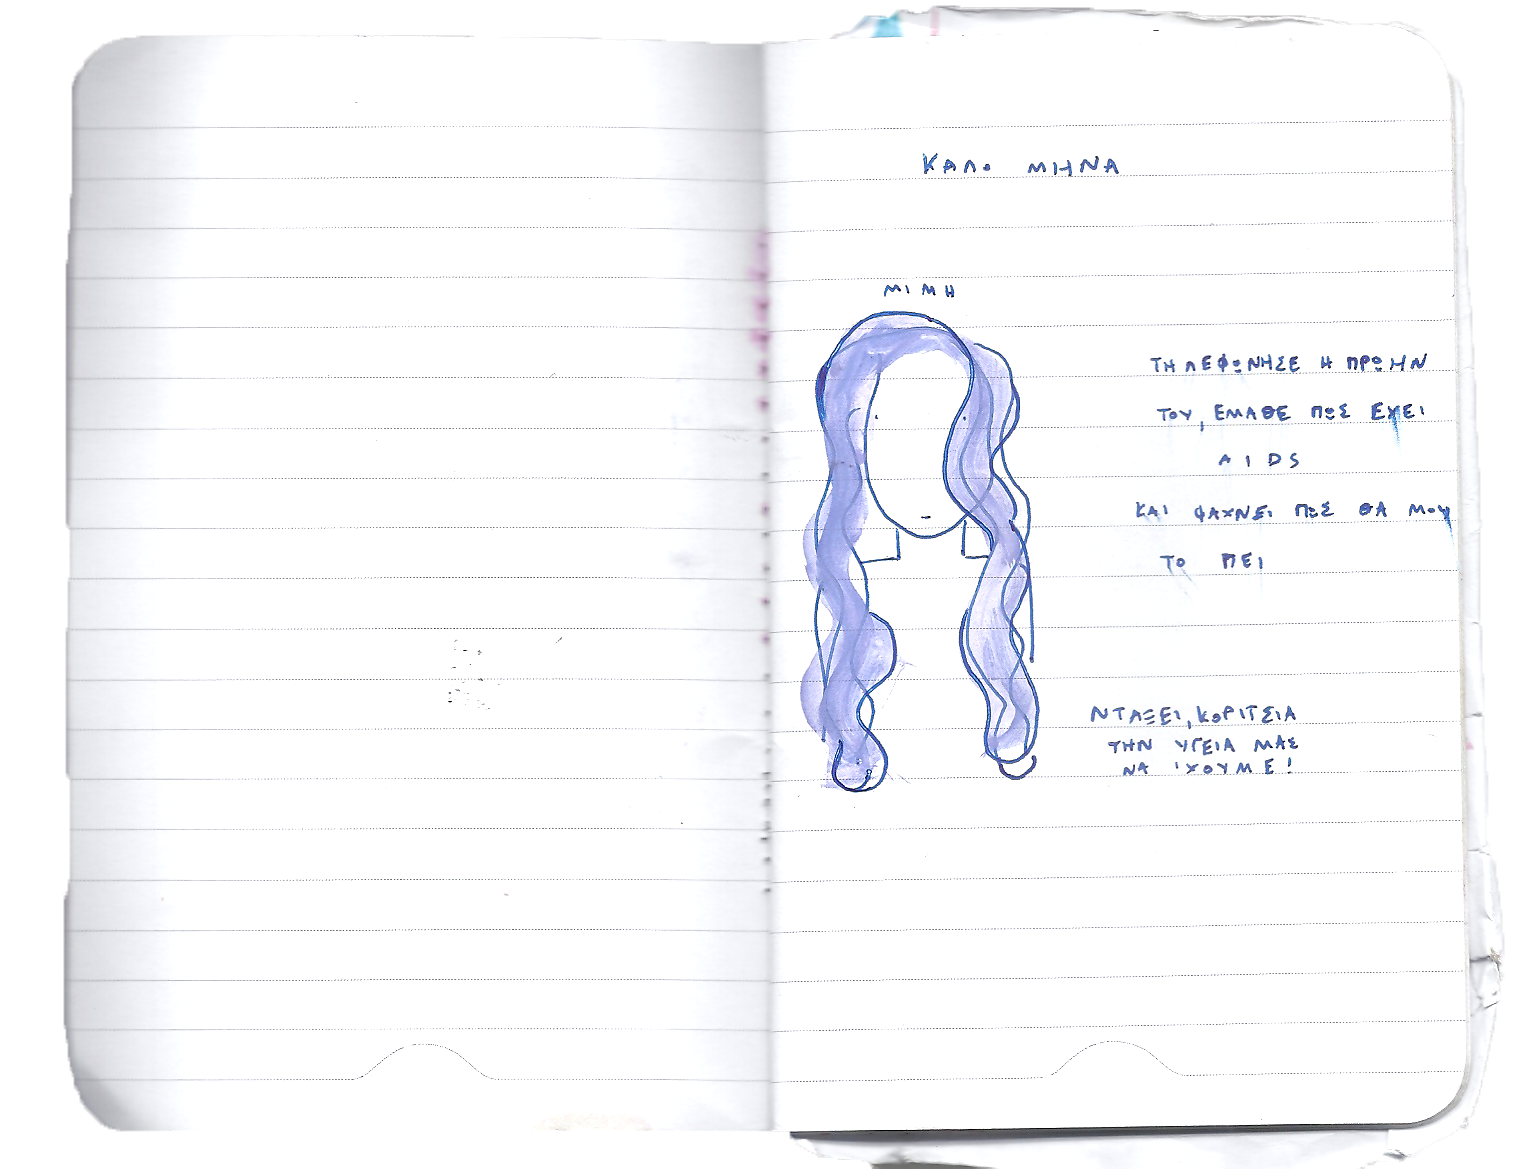 ΚΑΛΟ ΜΗΝΑ
ΜΙΜΗ
ΤΗΛΕΦΩΝΗΣΕ Η ΠΡΩΗΝ
ΤΟΥ, ΕΜΑΘΕ ΠΩΣ ΕΧΕΙ
AIDS
ΚΑΙ ΨΑΧΝΕΙ ΠΩΣ ΘΑ ΜΟΥ
ΤΟ ΠΕΙ
ΝΤΑΞΕΙ, ΚΟΡΙΤΣΙΑ
ΤΗΝ ΥΓΕΙΑ ΜΑΣ
ΝΑ 'ΧΟΥΜΕ!